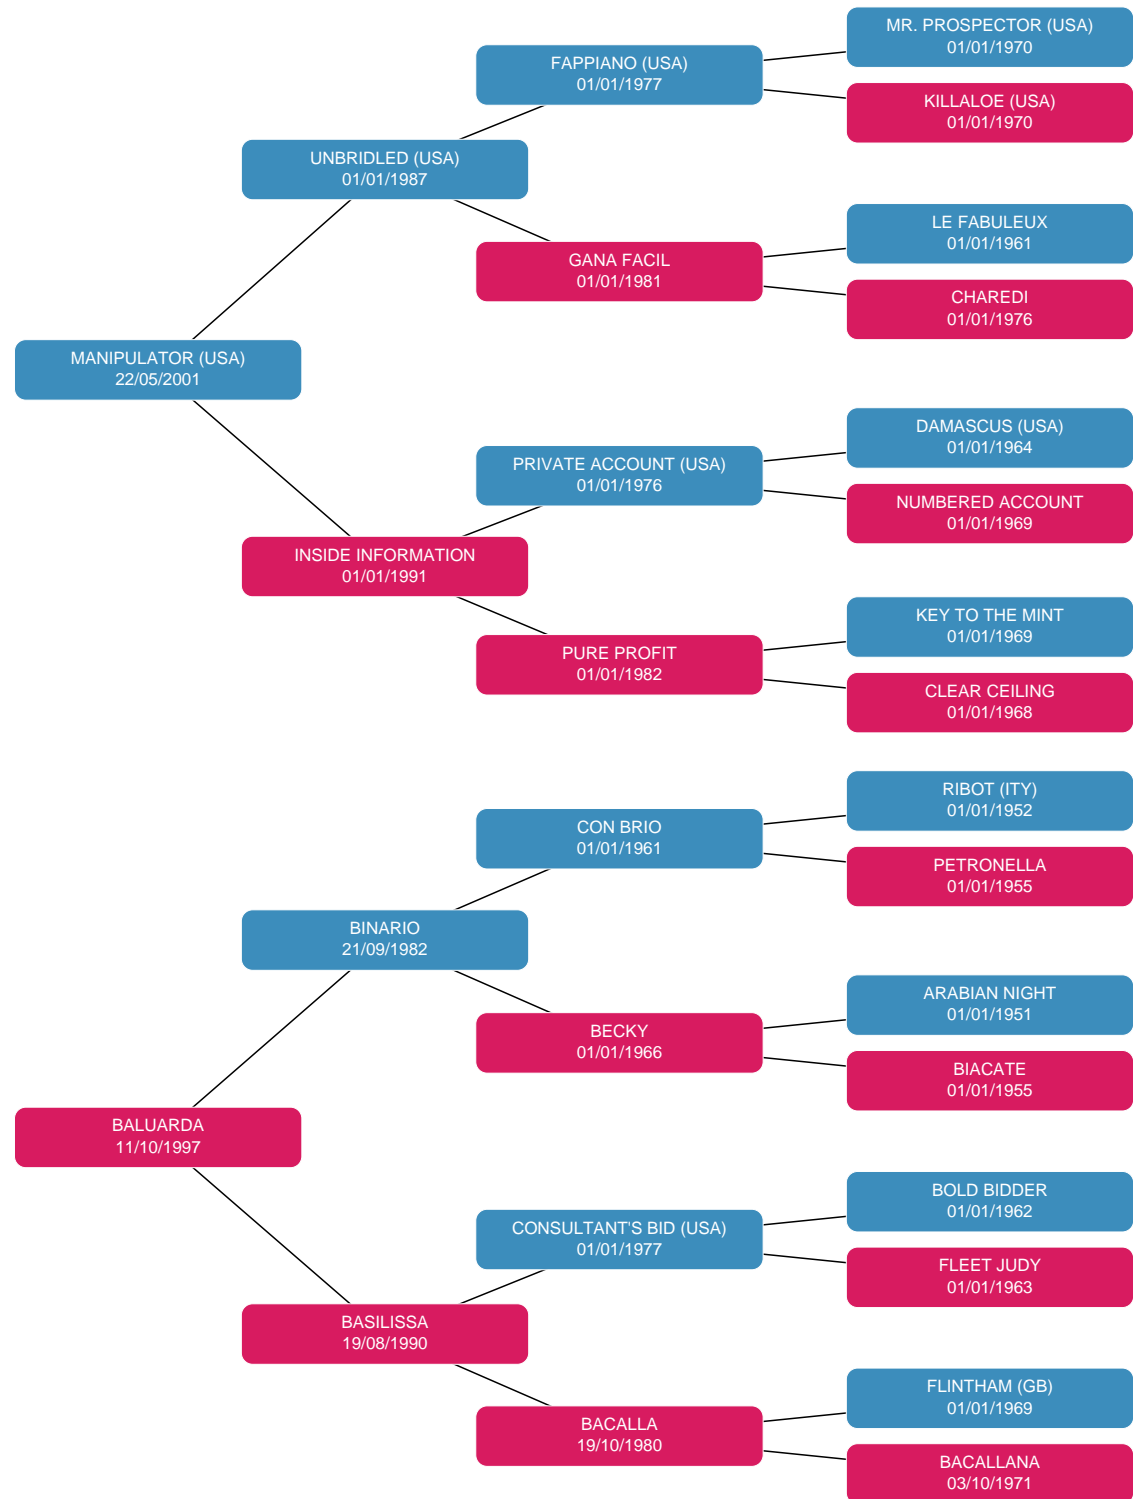 MR. PROSPECTOR (USA)
01/01/1970
FAPPIANO (USA)
01/01/1977
KILLALOE (USA)
01/01/1970
UNBRIDLED (USA)
01/01/1987
LE FABULEUX
01/01/1961
GANA FACIL
01/01/1981
CHAREDI
01/01/1976
MANIPULATOR (USA)
22/05/2001
DAMASCUS (USA)
01/01/1964
PRIVATE ACCOUNT (USA)
01/01/1976
NUMBERED ACCOUNT
01/01/1969
INSIDE INFORMATION
01/01/1991
KEY TO THE MINT
01/01/1969
PURE PROFIT
01/01/1982
CLEAR CEILING
01/01/1968
RIBOT (ITY)
01/01/1952
CON BRIO
01/01/1961
PETRONELLA
01/01/1955
BINARIO
21/09/1982
ARABIAN NIGHT
01/01/1951
BECKY
01/01/1966
BIACATE
01/01/1955
BALUARDA
11/10/1997
BOLD BIDDER
01/01/1962
CONSULTANT'S BID (USA)
01/01/1977
FLEET JUDY
01/01/1963
BASILISSA
19/08/1990
FLINTHAM (GB)
01/01/1969
BACALLA
19/10/1980
BACALLANA
03/10/1971